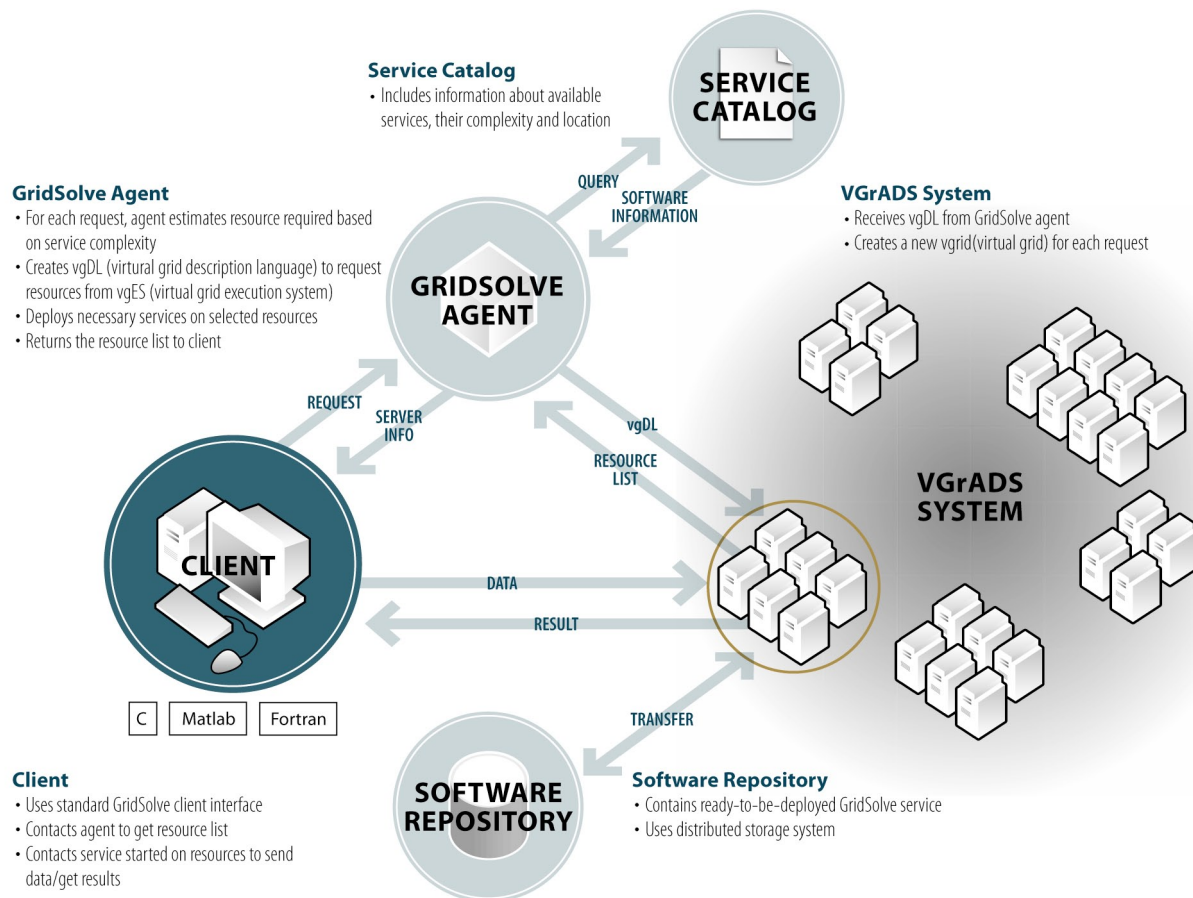 Service Catalog
• Includes information about available
services, their complexity and location
SERVICE
CATALOG
QUERY
SOFTWARE
INFORMATION
GridSolve Agent
• For each request, agent estimates resource required based
on service complexity
• Creates vgDL (virtural grid description language) to request
resources from vgES (virtual grid execution system)
• Deploys necessary services on selected resources
• Returns the resource list to client
GRIDSOLVE
AGENT
VGrADS System
• Receives vgDL from GridSolve agent
• Creates a new vgrid(virtual grid) for each request
REQUEST
SERVER
INFO
vgDL
RESOURCE
LIST
VGrADS
SYSTEM
CLIENT
DATA
RESULT
C
Matlab
Fortran
TRANSFER
Client
• Uses standard GridSolve client interface
• Contacts agent to get resource list
• Contacts service started on resources to send
data/get results
SOFTWARE
REPOSITORY
Software Repository
• Contains ready-to-be-deployed GridSolve service
• Uses distributed storage system